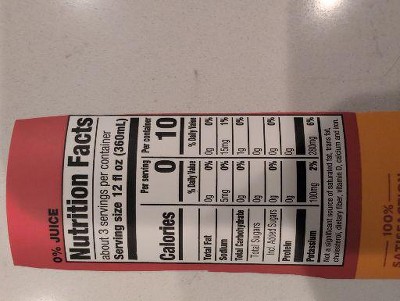 0% JUICE
Nutrition Facts
about 3 servings per container
Serving size 12 fl oz (360mL)
Per serving Per container
Calories 0 10
% Daily Value % Daily Value
Total Fat 0g 0% 0g 0%
Sodium 5mg 0% 15mg 1%
Total Carbohydrate 0g 0% 0g 0%
Total Sugars 0g 0g
Incl. Added Sugars 0g 0% 0g 0%
Protein 0g 0g
Potassium 100mg 2% 280mg 6%
Not a significant source of saturated fat, trans fat,
cholesterol, dietary fiber, vitamin D, calcium and iron.
100%